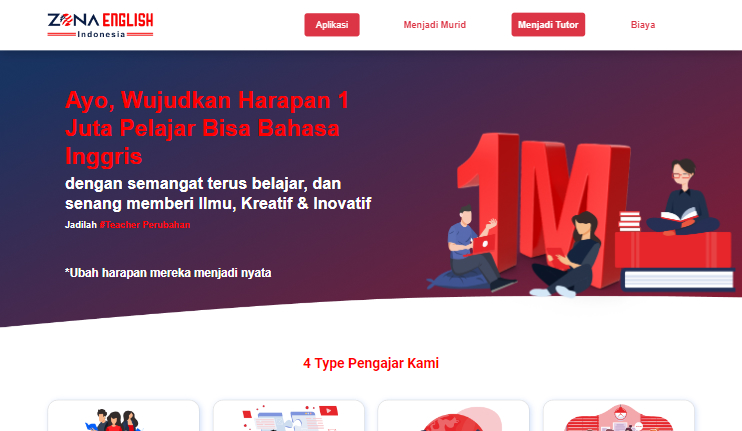 ZONA ENGLISH
Indonesia
Aplikasi
Menjadi Murid
Menjadi Tutor
Biaya
Ayo, Wujudkan Harapan 1
Juta Pelajar Bisa Bahasa
Inggris
dengan semangat terus belajar, dan
senang memberi Ilmu, Kreatif & Inovatif
Jadilah #Teacher Perubahan
*Ubah harapan mereka menjadi nyata
1M
4 Type Pengajar Kami